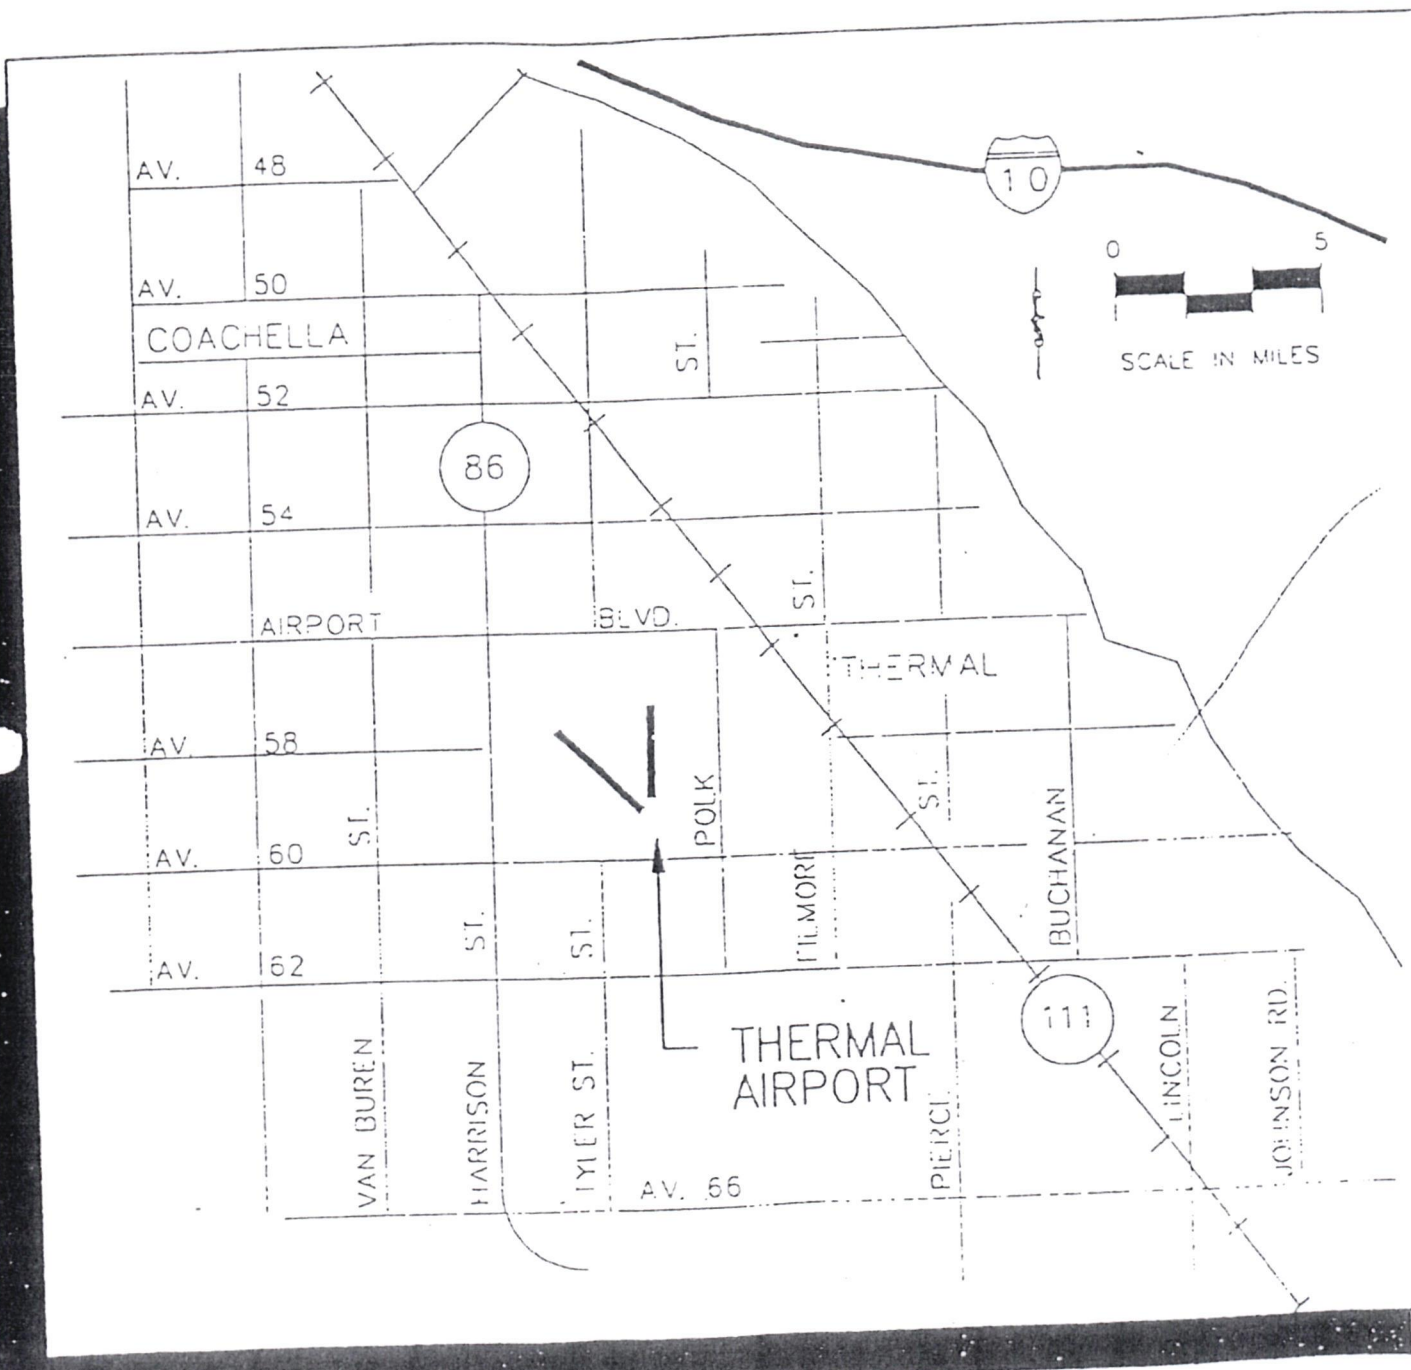 AV. 48
10
0 5
AV. 50
COACHELLA
ST.
SCALE IN MILES
AV. 52
86
AV. 54
ST.
AIRPORT BLVD.
THERMAL
AV. 58
ST.
POLK
ST.
BUCHANAN
AV. 60
FILMORE
ST.
ST.
AV. 62
111
THERMAL
AIRPORT
VAN BUREN
HARRISON
TYLER ST.
PIERCE
LINCOLN
JOHNSON RD.
AV. 66